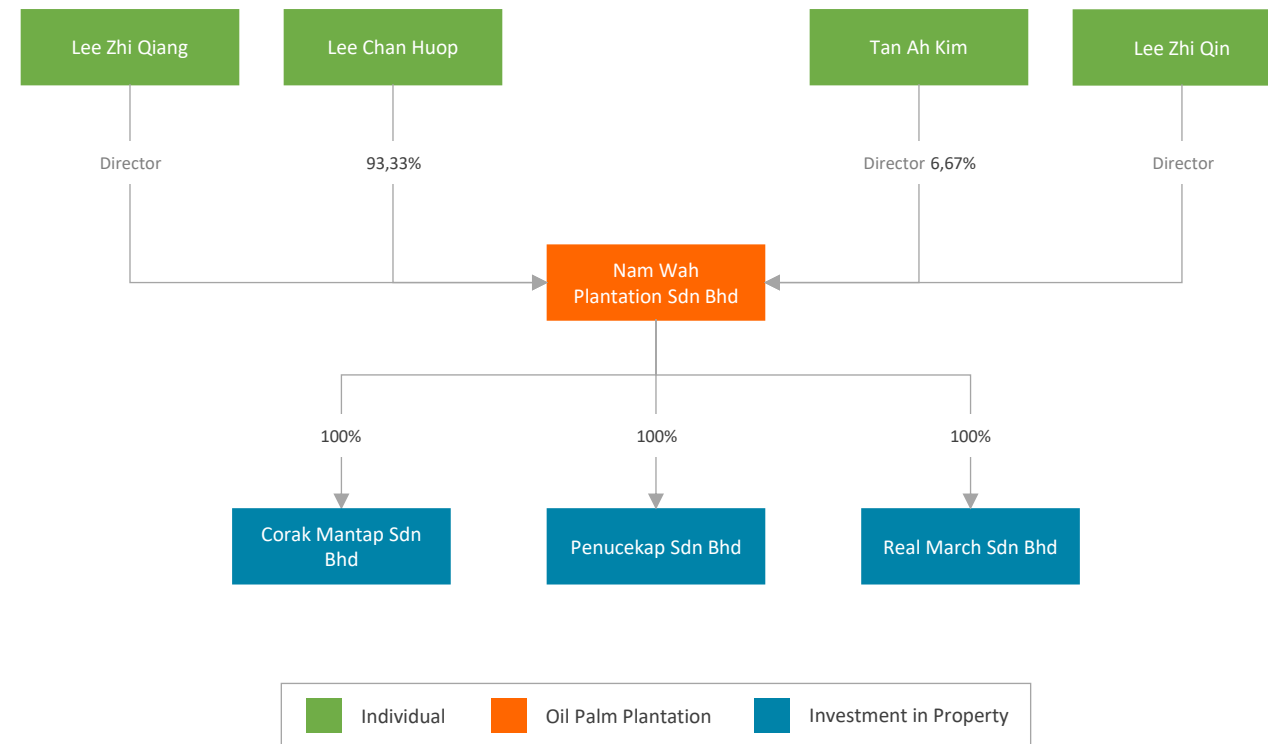 Lee Zhi Qiang
Lee Chan Huop
Tan Ah Kim
Lee Zhi Qin
Director
93,33%
Director 6,67%
Director
Nam Wah
Plantation Sdn Bhd
100%
100%
100%
Corak Mantap Sdn
Bhd
Penucekap Sdn Bhd
Real March Sdn Bhd
Individual
Oil Palm Plantation
Investment in Property